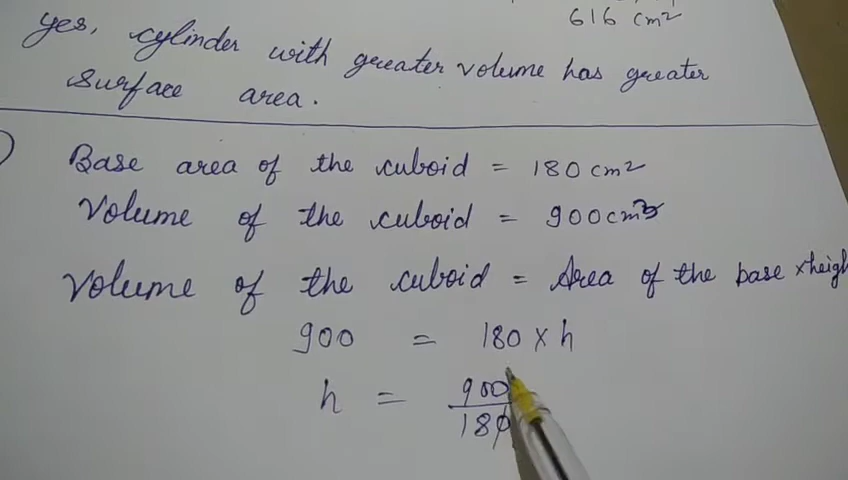 616 cm²
yes, cylinder with greater volume has greater
surface area.
Base area of the cuboid = 180 cm²
Volume of the cuboid = 900 cm³
Volume of the cuboid = Area of the base × heigh
900 = 180 × h
h = 900
180